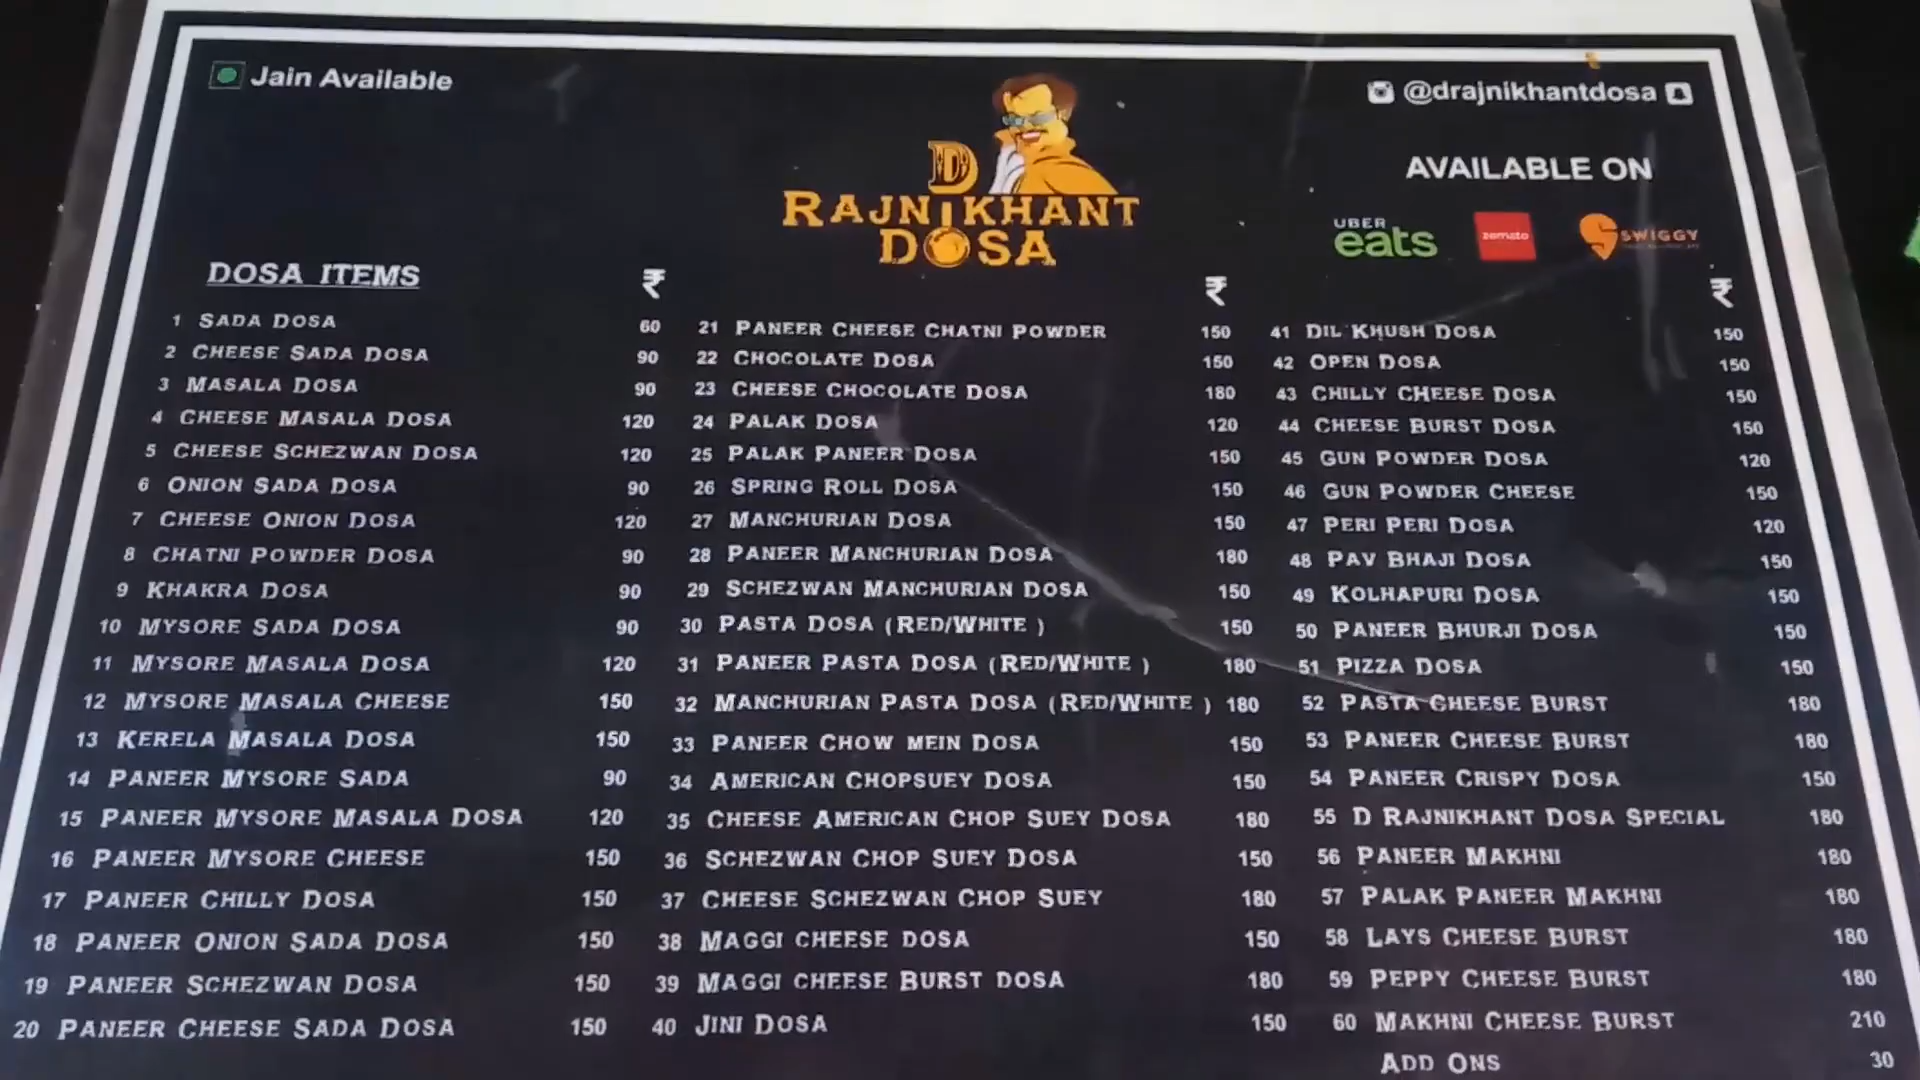 Jain Available
@drajnikhantdosa
D
RAJNIKHANT
DOSA
AVAILABLE ON
UBER eats
zomato
SWIGGY
DOSA ITEMS ₹
1 SADA DOSA 60
2 CHEESE SADA DOSA 90
3 MASALA DOSA 90
4 CHEESE MASALA DOSA 120
5 CHEESE SCHEZWAN DOSA 120
6 ONION SADA DOSA 90
7 CHEESE ONION DOSA 120
8 CHATNI POWDER DOSA 90
9 KHAKRA DOSA 90
10 MYSORE SADA DOSA 90
11 MYSORE MASALA DOSA 120
12 MYSORE MASALA CHEESE 150
13 KERELA MASALA DOSA 150
14 PANEER MYSORE SADA 90
15 PANEER MYSORE MASALA DOSA 120
16 PANEER MYSORE CHEESE 150
17 PANEER CHILLY DOSA 150
18 PANEER ONION SADA DOSA 150
19 PANEER SCHEZWAN DOSA 150
20 PANEER CHEESE SADA DOSA 150
₹
21 PANEER CHEESE CHATNI POWDER 150
22 CHOCOLATE DOSA 150
23 CHEESE CHOCOLATE DOSA 180
24 PALAK DOSA 120
25 PALAK PANEER DOSA 150
26 SPRING ROLL DOSA 150
27 MANCHURIAN DOSA 150
28 PANEER MANCHURIAN DOSA 180
29 SCHEZWAN MANCHURIAN DOSA 150
30 PASTA DOSA (RED/WHITE ) 150
31 PANEER PASTA DOSA (RED/WHITE ) 180
32 MANCHURIAN PASTA DOSA (RED/WHITE ) 180
33 PANEER CHOW MEIN DOSA 150
34 AMERICAN CHOPSUEY DOSA 150
35 CHEESE AMERICAN CHOP SUEY DOSA 180
36 SCHEZWAN CHOP SUEY DOSA 150
37 CHEESE SCHEZWAN CHOP SUEY 180
38 MAGGI CHEESE DOSA 150
39 MAGGI CHEESE BURST DOSA 180
40 JINI DOSA 150
₹
41 DIL KHUSH DOSA 150
42 OPEN DOSA 150
43 CHILLY CHEESE DOSA 150
44 CHEESE BURST DOSA 150
45 GUN POWDER DOSA 120
46 GUN POWDER CHEESE 150
47 PERI PERI DOSA 120
48 PAV BHAJI DOSA 150
49 KOLHAPURI DOSA 150
50 PANEER BHURJI DOSA 150
51 PIZZA DOSA 150
52 PASTA CHEESE BURST 180
53 PANEER CHEESE BURST 180
54 PANEER CRISPY DOSA 150
55 D RAJNIKHANT DOSA SPECIAL 180
56 PANEER MAKHNI 180
57 PALAK PANEER MAKHNI 180
58 LAYS CHEESE BURST 180
59 PEPPY CHEESE BURST 180
60 MAKHNI CHEESE BURST 210
ADD ONS 30